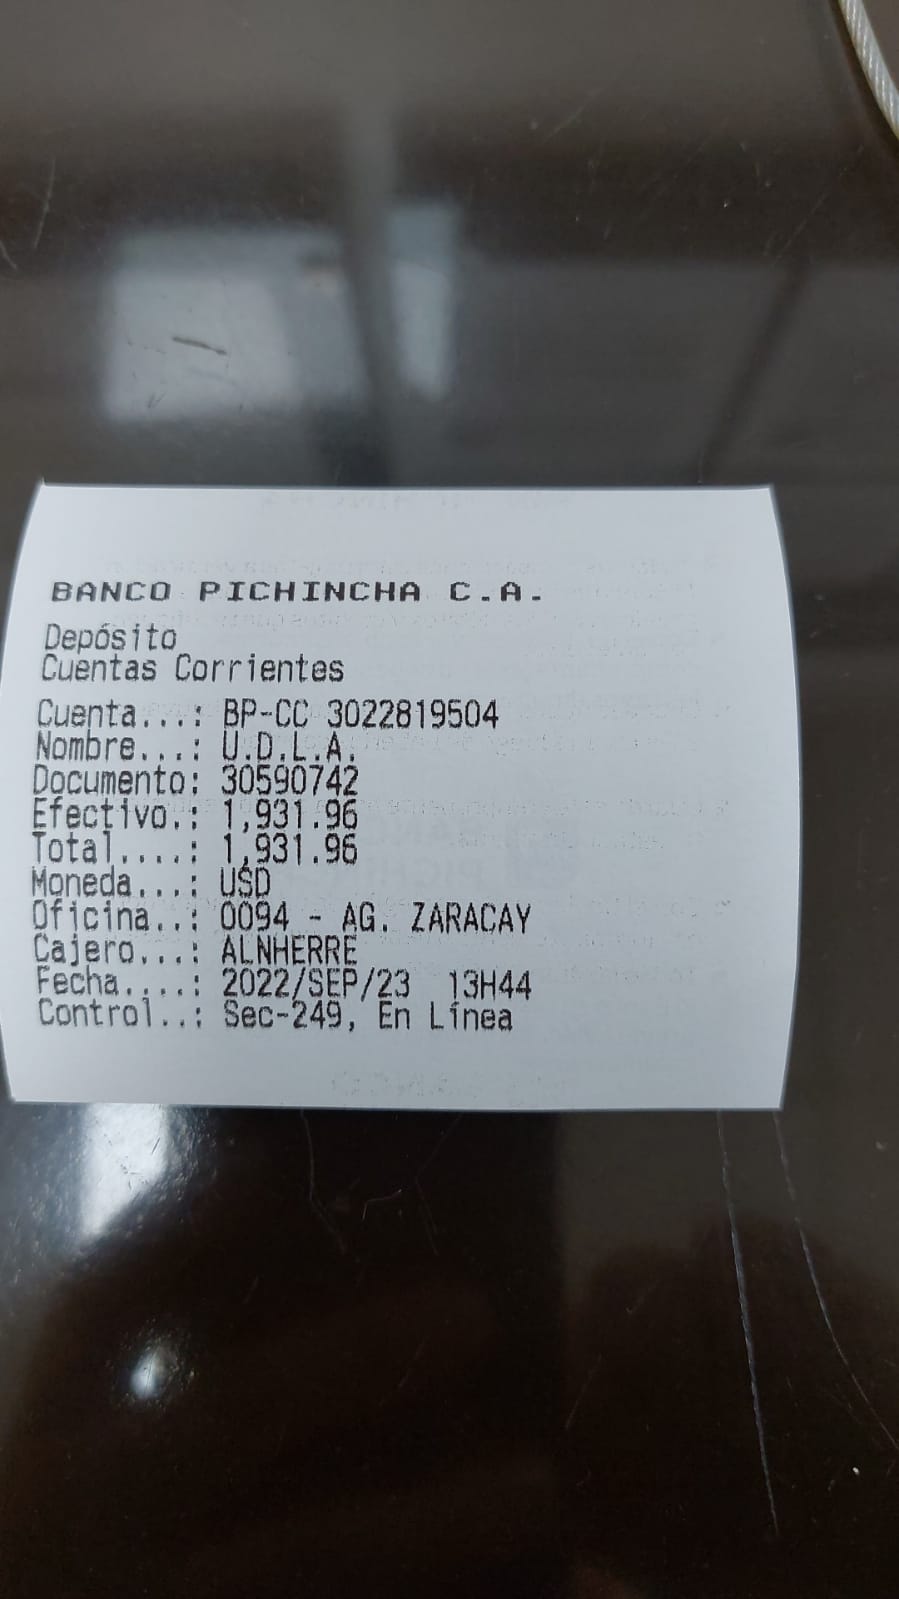 BANCO PICHINCHA C.A.
Depósito
Cuentas Corrientes
Cuenta...: BP-CC 3022819504
Nombre...: U.D.L.A.
Documento: 30590742
Efectivo.: 1,931.96
Total....: 1,931.96
Moneda...: USD
Oficina..: 0094 - AG. ZARACAY
Cajero...: ALNHERRE
Fecha....: 2022/SEP/23 13H44
Control..: Sec-249, En Línea